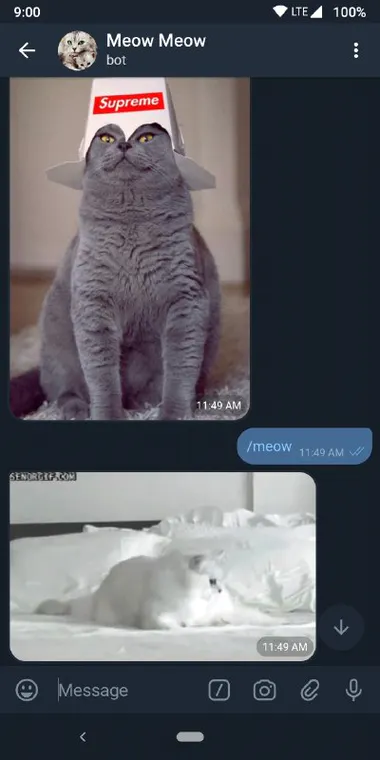 9:00
LTE
100%
Meow Meow
bot
Supreme
11:49 AM
/meow
11:49 AM
SENORGIF.COM
11:49 AM
Message